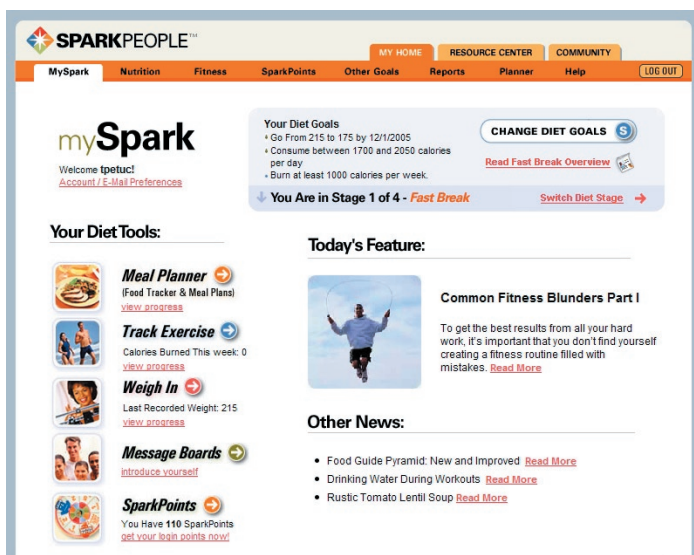 SPARKPEOPLE™
MY HOME RESOURCE CENTER COMMUNITY
MySpark Nutrition Fitness SparkPoints Other Goals Reports Planner Help LOG OUT
mySpark
Welcome tpetuc!
Account / E-Mail Preferences
Your Diet Goals
Go From 215 to 175 by 12/1/2005
Consume between 1700 and 2050 calories
per day
Burn at least 1000 calories per week.
CHANGE DIET GOALS S
Read Fast Break Overview
You Are in Stage 1 of 4 - Fast Break
Switch Diet Stage
Your Diet Tools:
Meal Planner
(Food Tracker & Meal Plans)
view progress
Track Exercise
Calories Burned This week: 0
view progress
Weigh In
Last Recorded Weight: 215
view progress
Message Boards
introduce yourself
SparkPoints
You Have 110 SparkPoints
get your login points now!
Today's Feature:
Common Fitness Blunders Part I
To get the best results from all your hard
work, it's important that you don't find yourself
creating a fitness routine filled with
mistakes. Read More
Other News:
Food Guide Pyramid: New and Improved Read More
Drinking Water During Workouts Read More
Rustic Tomato Lentil Soup Read More